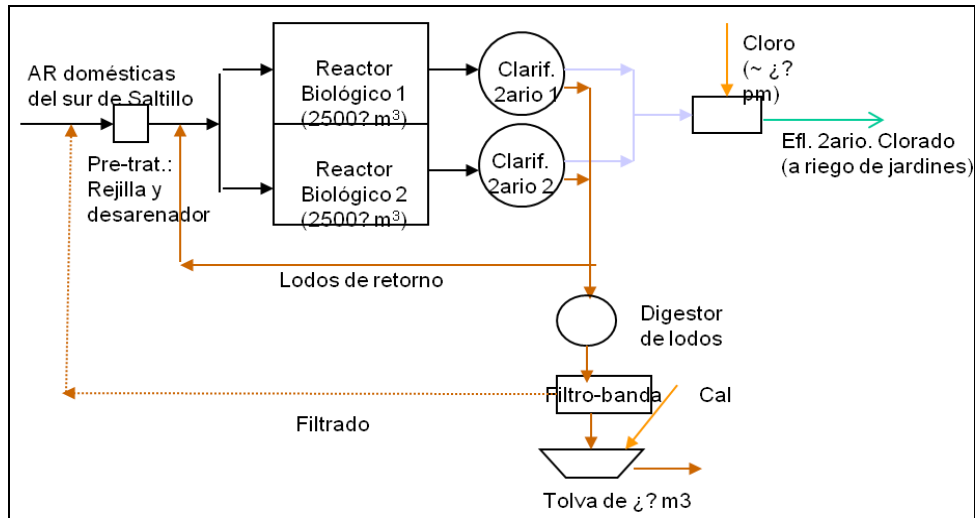 AR domésticas
del sur de Saltillo
Pre-trat.:
Rejilla y
desarenador
Reactor
Biológico 1
(2500? m³)
Reactor
Biológico 2
(2500? m³)
Clarif.
2ario 1
Clarif.
2ario 2
Cloro
(~ ¿?
pm)
Efl. 2ario. Clorado
(a riego de jardines)
Lodos de retorno
Digestor
de lodos
Filtro-banda
Cal
Filtrado
Tolva de ¿? m3